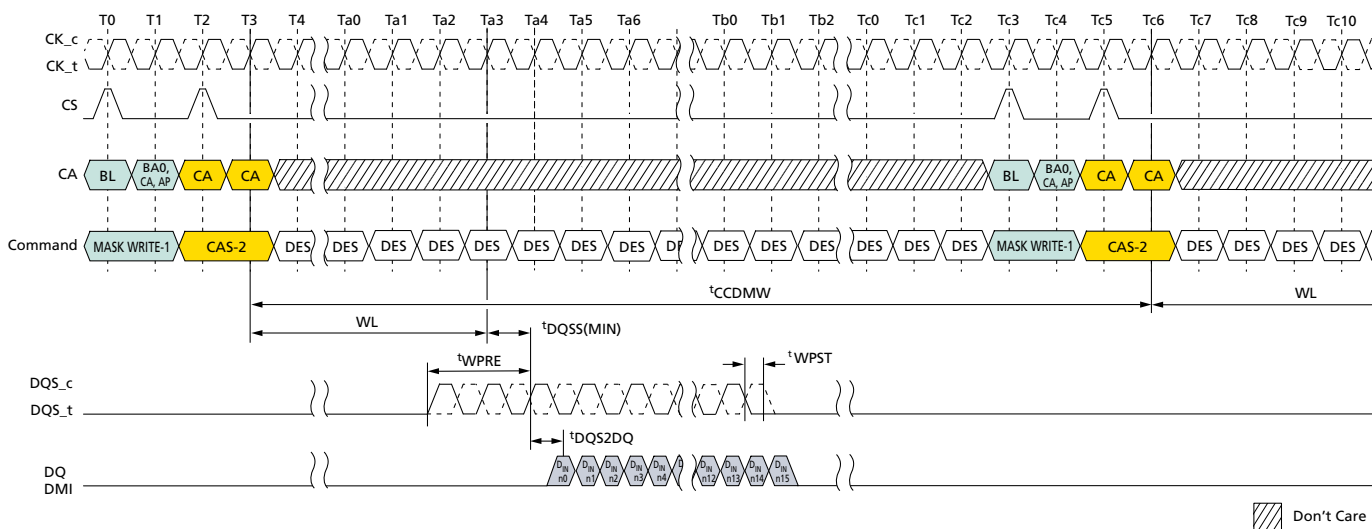 T0 T1 T2 T3 T4 Ta0 Ta1 Ta2 Ta3 Ta4 Ta5 Ta6 Tb0 Tb1 Tb2 Tc0 Tc1 Tc2 Tc3 Tc4 Tc5 Tc6 Tc7 Tc8 Tc9 Tc10
CK_c
CK_t
CS
CA BL BA0, CA, AP CA CA BL BA0, CA, AP CA CA
Command MASK WRITE-1 CAS-2 DES DES DES DES DES DES DES DES DES DES DES DES DES DES DES MASK WRITE-1 CAS-2 DES DES DES DES
tCCDMW
WL
WL
tDQSS(MIN)
tWPRE
tWPST
DQS_c
DQS_t
tDQS2DQ
DQ
DMI
DIN n0 DIN n1 DIN n2 DIN n3 DIN n4 DIN n12 DIN n13 DIN n14 DIN n15
Don't Care